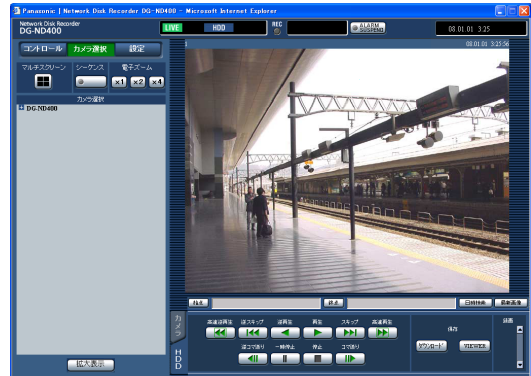 Panasonic | Network Disk Recorder DG-ND400 - Microsoft Internet Explorer
Network Disk Recorder
DG-ND400
LIVE HDD REC ALARM SUSPEND 08.01.01 3:25
コントロール カメラ選択 設定
マルチスクリーン シーケンス 電子ズーム
x1 x2 x4
カメラ選択
DG-ND400
拡大表示
1 08.01.01 3:25:56
開始 終了 日時検索 最新画像
カメラ
HDD
高速逆再生 逆スキップ 逆再生 再生 スキップ 高速再生
逆コマ送り 一時停止 停止 コマ送り
保存
ダウンロード VIEWER
録画